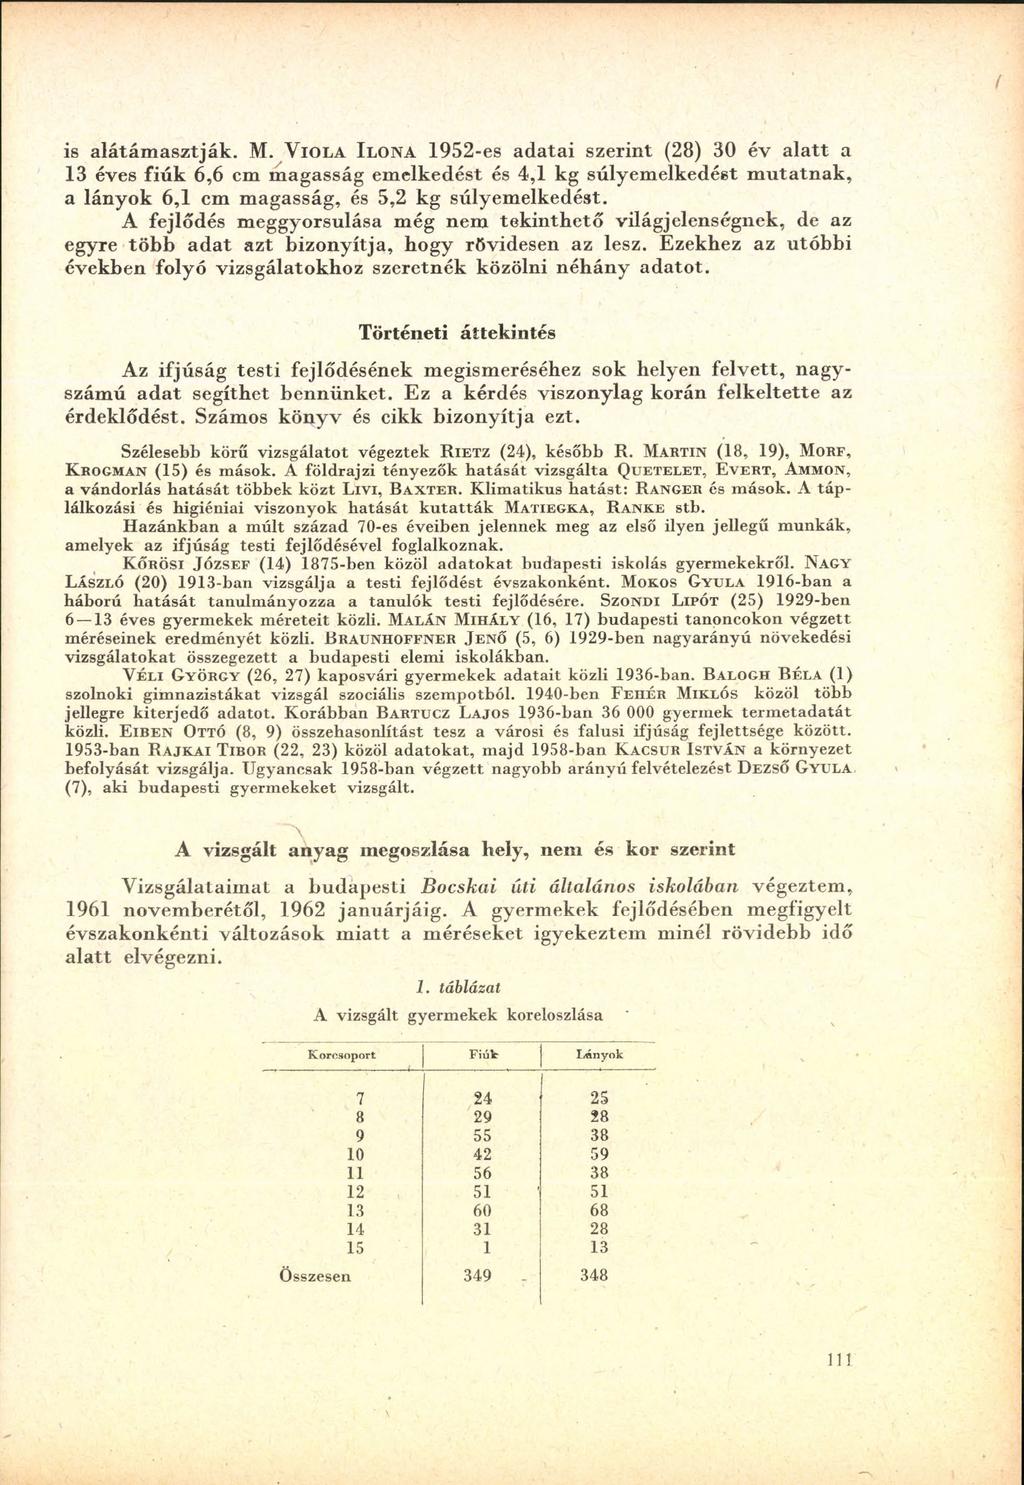 is alátámasztják. M. Viola Ilona 1952-es adatai szerint (28) 30 év alatt a
13 éves fiúk 6,6 cm magasság emelkedést és 4,1 kg súlyemelkedést mutatnak,
a lányok 6,1 cm magasság, és 5,2 kg súlyemelkedést.
A fejlődés meggyorsulása még nem tekinthető világjelenségnek, de az
egyre több adat azt bizonyítja, hogy rövidesen az lesz. Ezekhez az utóbbi
években folyó vizsgálatokhoz szeretnék közölni néhány adatot.
Történeti áttekintés
Az ifjúság testi fejlődésének megismeréséhez sok helyen felvett, nagy-
számú adat segíthet bennünket. Ez a kérdés viszonylag korán felkeltette az
érdeklődést. Számos könyv és cikk bizonyítja ezt.
Szélesebb körű vizsgálatot végeztek Rietz (24), később R. Martin (18, 19), Morf,
Krogman (15) és mások. A földrajzi tényezők hatását vizsgálta Quetelet, Evert, Ammon,
a vándorlás hatását többek közt Livi, Baxter. Klimatikus hatást: Ranger és mások. A táp-
lálkozási és higiéniai viszonyok hatását kutatták Matiegka, Ranke stb.
Hazánkban a múlt század 70-es éveiben jelennek meg az első ilyen jellegű munkák,
amelyek az ifjúság testi fejlődésével foglalkoznak.
Kőrösi József (14) 1875-ben közöl adatokat budapesti iskolás gyermekekről. Nagy
László (20) 1913-ban vizsgálja a testi fejlődést évszakonként. Mokos Gyula 1916-ban a
háború hatását tanulmányozza a tanulók testi fejlődésére. Szondi Lipót (25) 1929-ben
6—13 éves gyermekek méreteit közli. Malán Mihály (16, 17) budapesti tanoncokon végzett
méréseinek eredményét közli. Braunhoffner Jenő (5, 6) 1929-ben nagyarányú növekedési
vizsgálatokat összegezett a budapesti elemi iskolákban.
Véli György (26, 27) kaposvári gyermekek adatait közli 1936-ban. Balogh Béla (1)
szolnoki gimnazistákat vizsgál szociális szempotból. 1940-ben Fehér Miklós közöl több
jellegre kiterjedő adatot. Korábban Bartucz Lajos 1936-ban 36 000 gyermek termetadatát
közli. Eiben Ottó (8, 9) összehasonlítást tesz a városi és falusi ifjúság fejlettsége között.
1953-ban Rajkai Tibor (22, 23) közöl adatokat, majd 1958-ban Kacsur István a környezet
befolyását vizsgálja. Ugyancsak 1958-ban végzett nagyobb arányú felvételezést Dezső Gyula
(7), aki budapesti gyermekeket vizsgált.
A vizsgált anyag megoszlása hely, nem és kor szerint
Vizsgálataimat a budapesti Bocskai úti általános iskolában végeztem,
1961 novemberétől, 1962 januárjáig. A gyermekek fejlődésében megfigyelt
évszakonkénti változások miatt a méréseket igyekeztem minél rövidebb idő
alatt elvégezni.
1. táblázat
A vizsgált gyermekek koreloszlása
Korcsoport Fiúk Lányok
7 24 25
8 29 28
9 55 38
10 42 59
11 56 38
12 51 51
13 60 68
14 31 28
15 1 13
Összesen 349 348
111